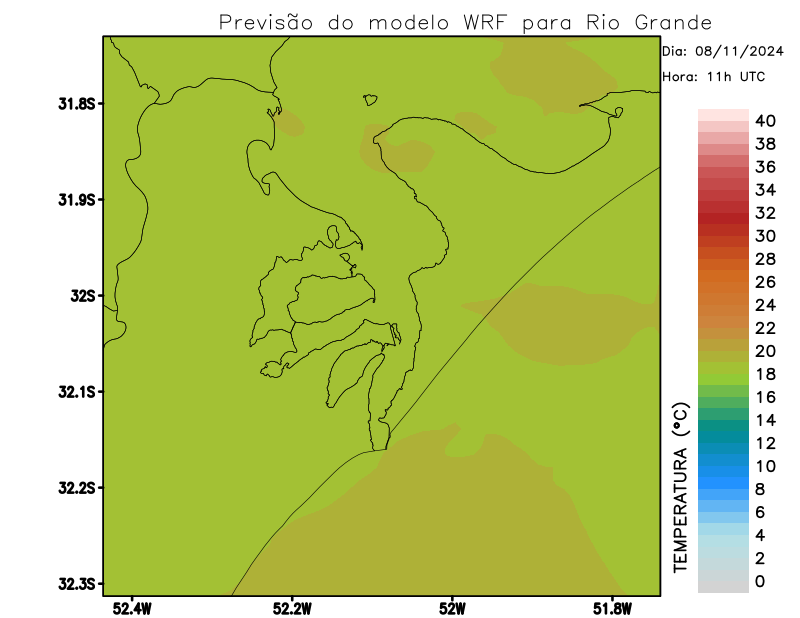 Previsão do modelo WRF para Rio Grande
Dia: 08/11/2024
Hora: 11h UTC
31.8S
31.9S
32S
32.1S
32.2S
32.3S
52.4W
52.2W
52W
51.8W
TEMPERATURA (°C)
40
38
36
34
32
30
28
26
24
22
20
18
16
14
12
10
8
6
4
2
0